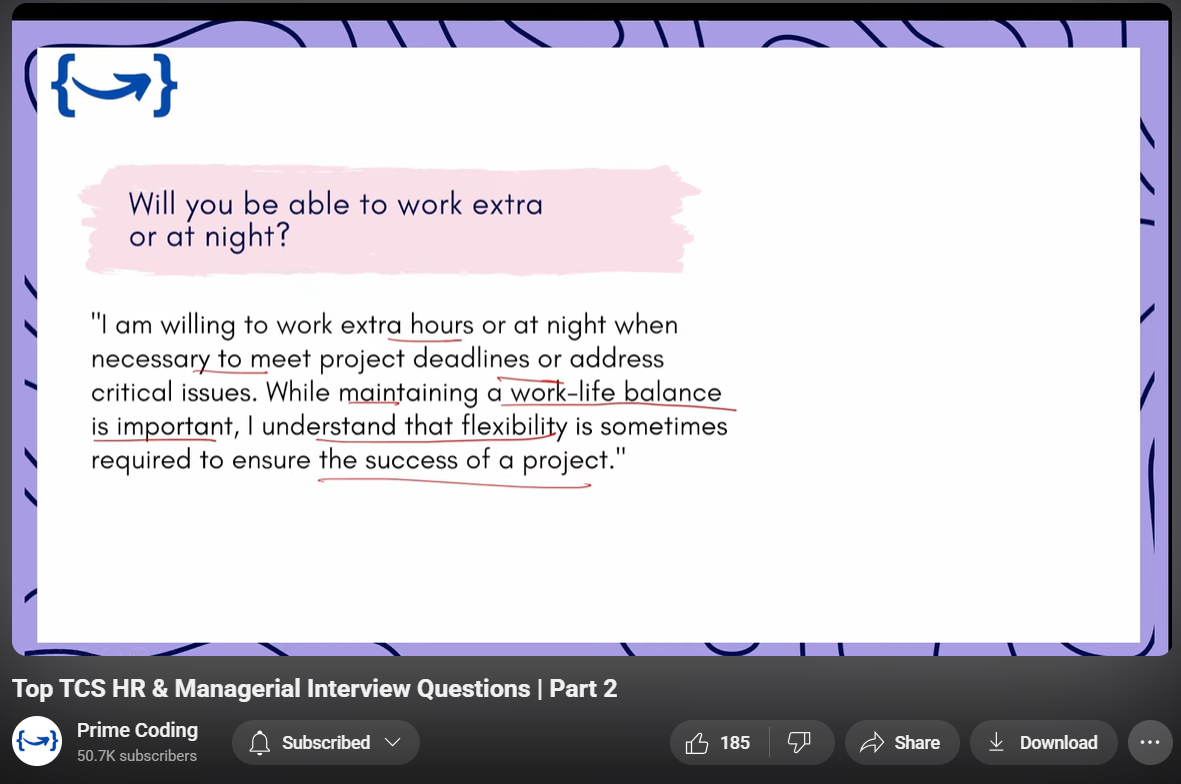 Will you be able to work extra
or at night?
"I am willing to work extra hours or at night when
necessary to meet project deadlines or address
critical issues. While maintaining a work-life balance
is important, I understand that flexibility is sometimes
required to ensure the success of a project."
Top TCS HR & Managerial Interview Questions | Part 2
Prime Coding
50.7K subscribers
Subscribed
185
Share
Download